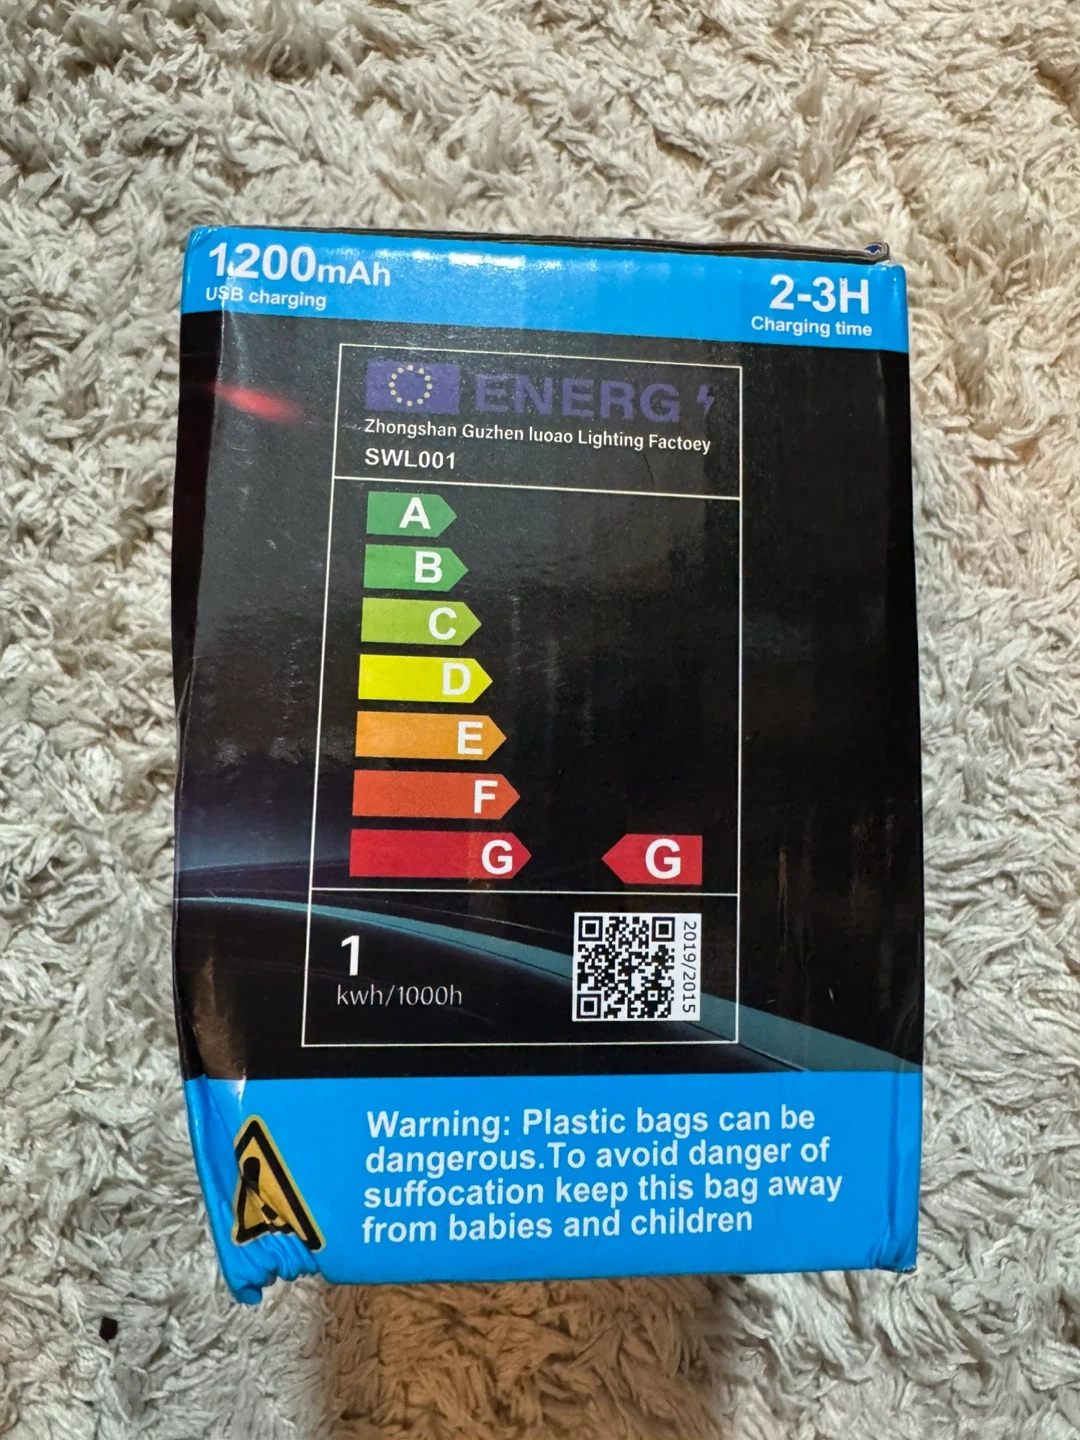 1200mAh
USB charging
2-3H
Charging time
ENERG
Zhongshan Guzhen luoao Lighting Factoey
SWL001
A
B
C
D
E
F
G
G
1
kwh/1000h
2019/2015
Warning: Plastic bags can be
dangerous.To avoid danger of
suffocation keep this bag away
from babies and children